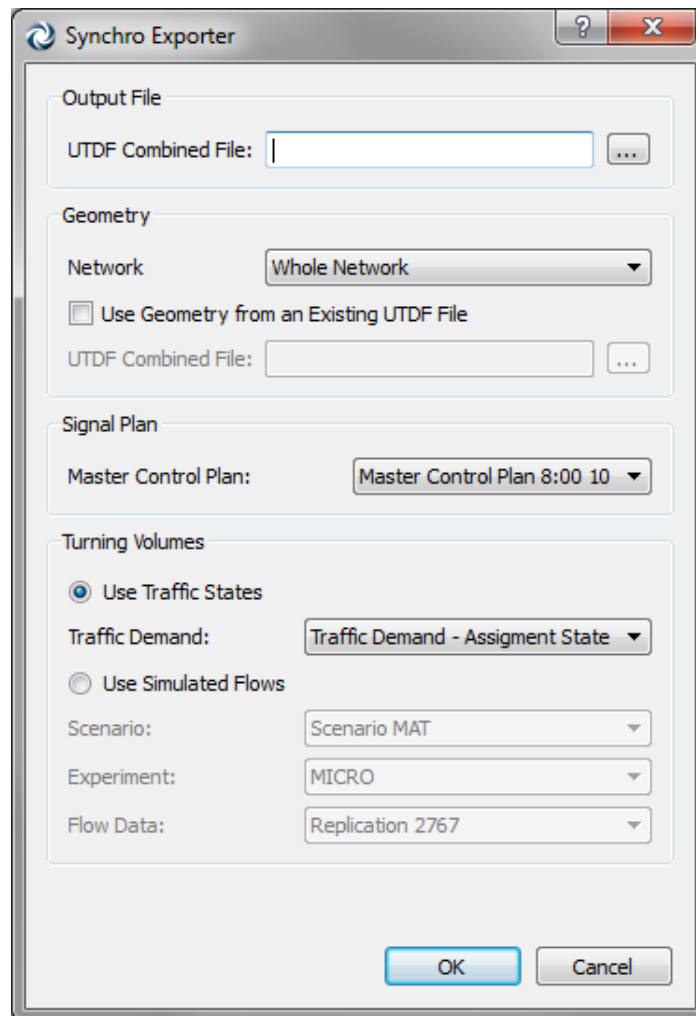 Synchro Exporter
Output File
UTDF Combined File:
...
Geometry
Network Whole Network
Use Geometry from an Existing UTDF File
UTDF Combined File:
...
Signal Plan
Master Control Plan: Master Control Plan 8:00 10
Turning Volumes
Use Traffic States
Traffic Demand: Traffic Demand - Assigment State
Use Simulated Flows
Scenario: Scenario MAT
Experiment: MICRO
Flow Data: Replication 2767
OK Cancel